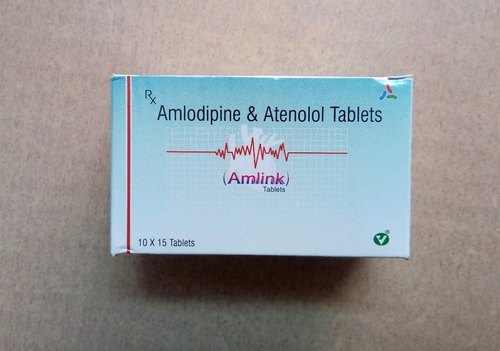 Rx
Amlodipine & Atenolol Tablets
(Amlink)
Tablets
10 X 15 Tablets
®